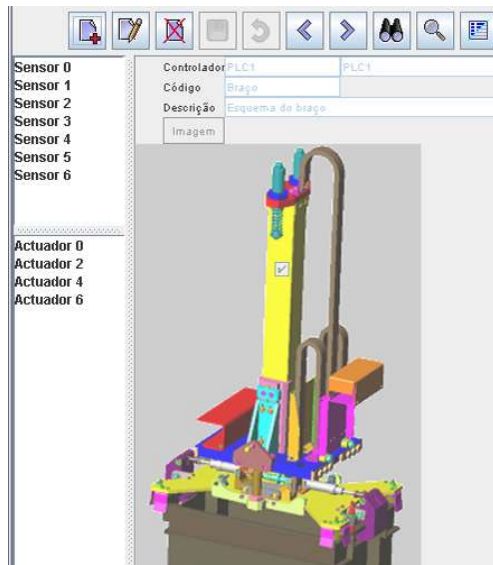 Sensor 0
Sensor 1
Sensor 2
Sensor 3
Sensor 4
Sensor 5
Sensor 6
Actuador 0
Actuador 2
Actuador 4
Actuador 6
Controlador PLC1 PLC1
Código Braço
Descrição Esquema do braço
Imagem